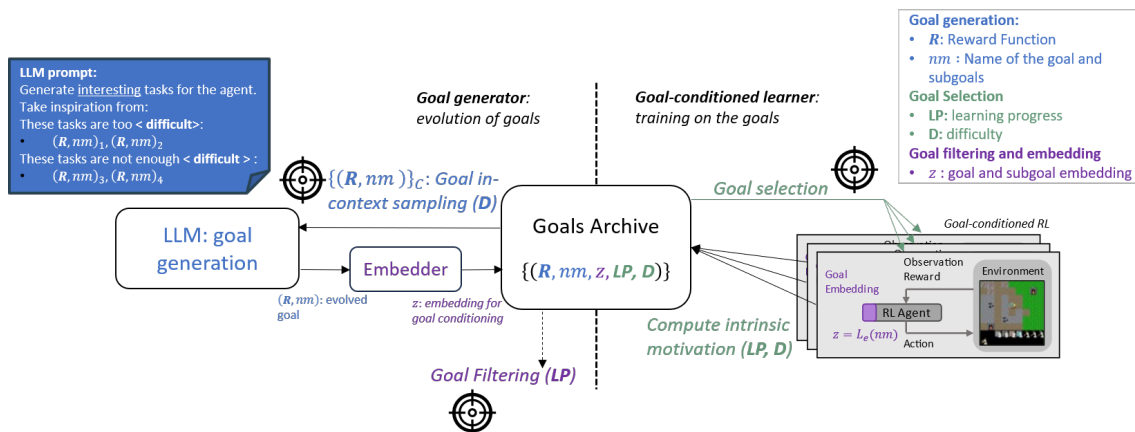 LLM prompt:
Generate interesting tasks for the agent.
Take inspiration from:
These tasks are too < difficult>:
• (R, nm)₁, (R, nm)₂
These tasks are not enough < difficult > :
• (R, nm)₃, (R, nm)₄
Goal generator:
evolution of goals
Goal-conditioned learner:
training on the goals
Goal generation:
• R: Reward Function
• nm : Name of the goal and
subgoals
Goal Selection
• LP: learning progress
• D: difficulty
Goal filtering and embedding
• z : goal and subgoal embedding
{(R, nm )}C: Goal in-
context sampling (D)
LLM: goal
generation
Embedder
(R, nm): evolved
goal
z: embedding for
goal conditioning
Goals Archive
{(R, nm, z, LP, D)}
Goal Filtering (LP)
Goal selection
Compute intrinsic
motivation (LP, D)
Goal-conditioned RL
Observation
Reward
Environment
Goal
Embedding
RL Agent
z = Lₑ(nm)
Action